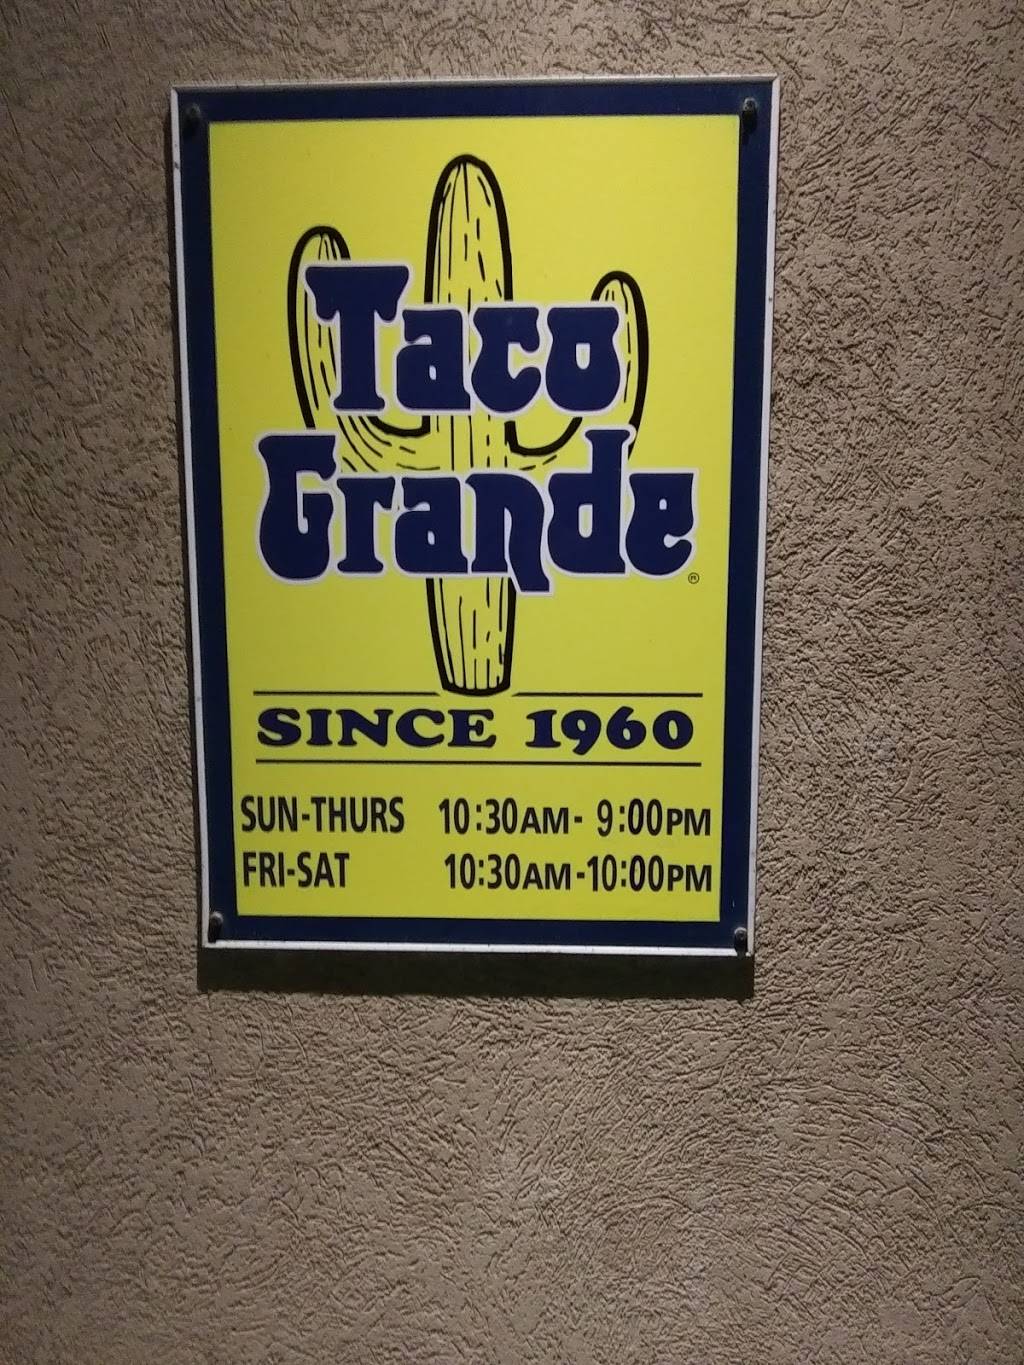 Taco
Grande®
SINCE 1960
SUN-THURS 10:30AM- 9:00PM
FRI-SAT 10:30AM-10:00PM